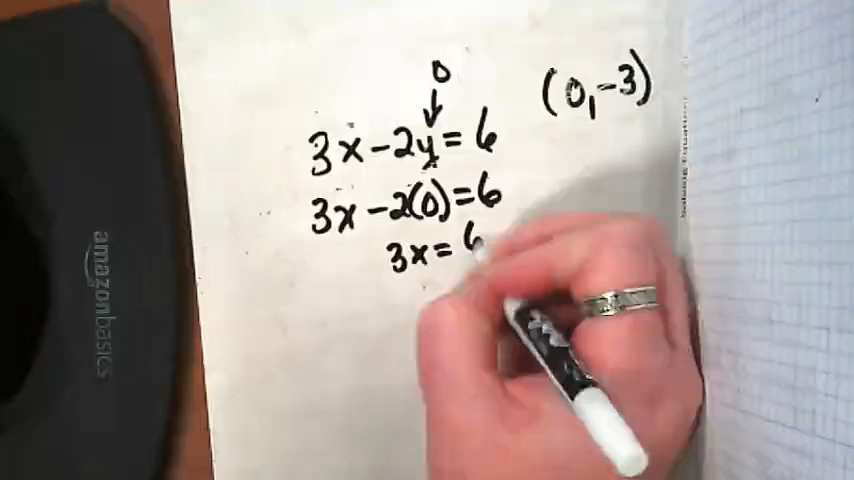 0
3x-2y=6
(0,-3)
3x-2(0)=6
3x=6
amazonbasics